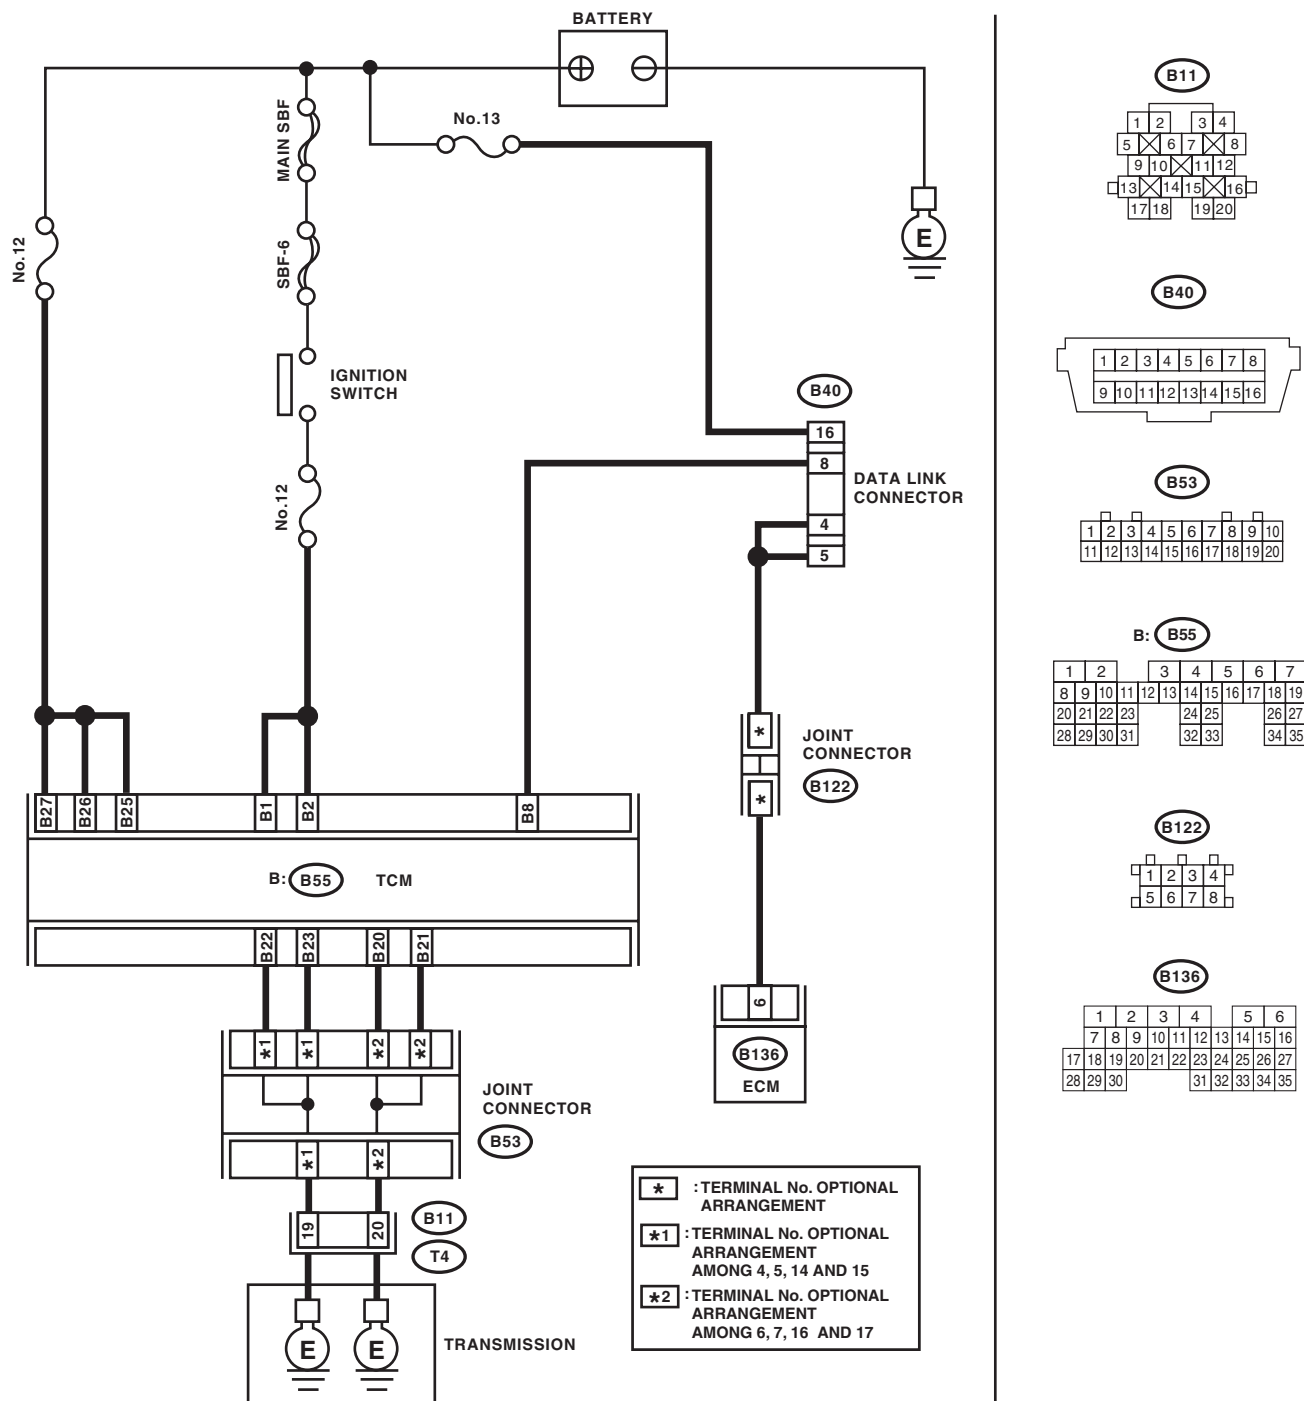 BATTERY
No.13
MAIN SBF
SBF-6
No.12
IGNITION
SWITCH
No.12
E
B40
16
8
4
5
DATA LINK
CONNECTOR
*
*
JOINT
CONNECTOR
B122
B27 B26 B25 B1 B2 B8
B: B55 TCM
B22 B23 B20 B21
*1 *1 *2 *2
JOINT
CONNECTOR
B53
*1 *2
19 20
B11
T4
E E
TRANSMISSION
6
B136
ECM
* : TERMINAL No. OPTIONAL
ARRANGEMENT
*1 : TERMINAL No. OPTIONAL
ARRANGEMENT
AMONG 4, 5, 14 AND 15
*2 : TERMINAL No. OPTIONAL
ARRANGEMENT
AMONG 6, 7, 16 AND 17
B11
1 2 3 4
5 6 7 8
9 10 11 12
13 14 15 16
17 18 19 20
B40
1 2 3 4 5 6 7 8
9 10 11 12 13 14 15 16
B53
1 2 3 4 5 6 7 8 9 10
11 12 13 14 15 16 17 18 19 20
B: B55
1 2 3 4 5 6 7
8 9 10 11 12 13 14 15 16 17 18 19
20 21 22 23 24 25 26 27
28 29 30 31 32 33 34 35
B122
1 2 3 4
5 6 7 8
B136
1 2 3 4 5 6
7 8 9 10 11 12 13 14 15 16
17 18 19 20 21 22 23 24 25 26 27
28 29 30 31 32 33 34 35